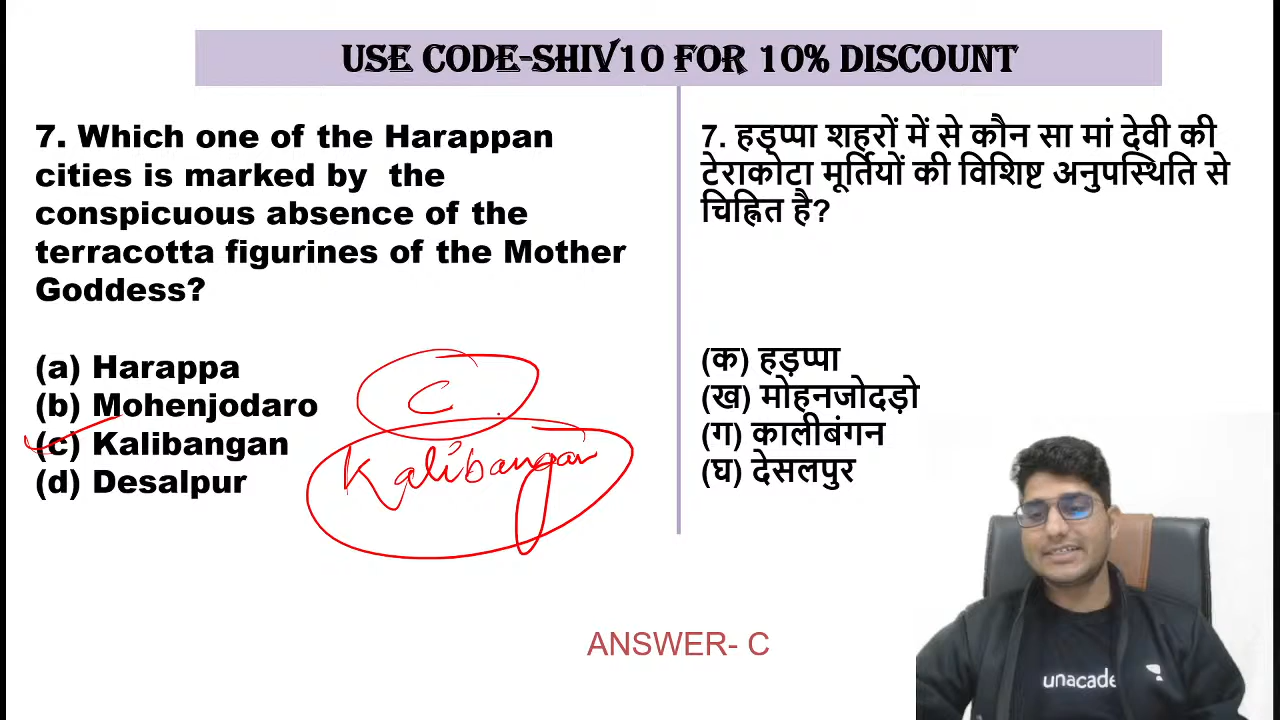 USE CODE-SHIV10 FOR 10% DISCOUNT
7. Which one of the Harappan
cities is marked by the
conspicuous absence of the
terracotta figurines of the Mother
Goddess?
(a) Harappa
(b) Mohenjodaro
(c) Kalibangan
(d) Desalpur
C
Kalibangan
7. हड़प्पा शहरों में से कौन सा मां देवी की
टेराकोटा मूर्तियों की विशिष्ट अनुपस्थिति से
चिह्नित है?
(क) हड़प्पा
(ख) मोहनजोदड़ो
(ग) कालीबंगन
(घ) देसलपुर
ANSWER- C
unacade